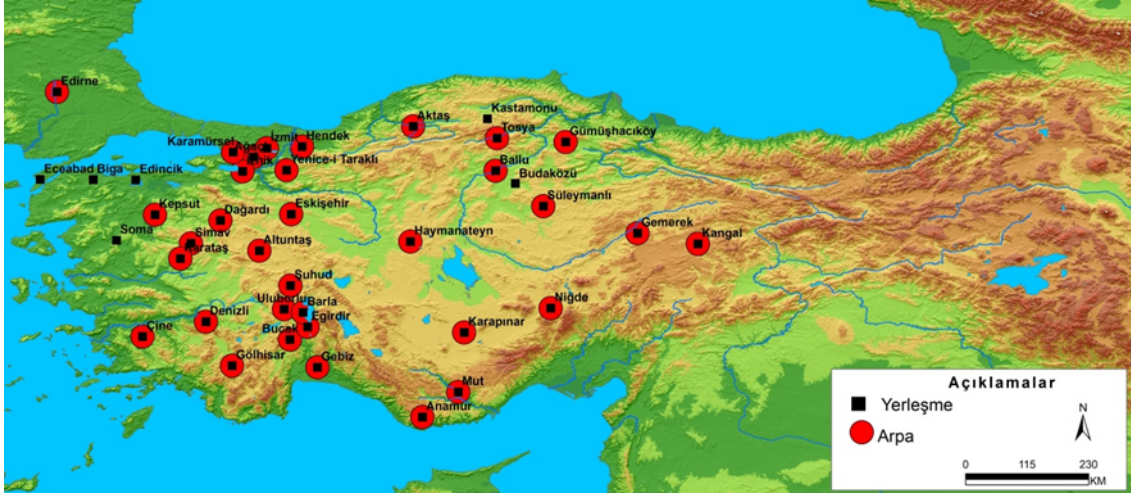 Edirne
Kastamonu
Aktaş
Tosya
Gümüşhacıköy
Hendek
İzmit
Karamürsel
Yenice-i Taraklı
Ballu
Budaközü
Eceabad
Biga
Edincik
Süleymanlı
Kepsut
Dağardı
Eskişehir
Gemerek
Soma
Simav
Altuntaş
Haymanateyn
Kangal
Suhud
Uluborlu
Barla
Niğde
Denizli
Egirdir
Çine
Bucak
Karapınar
Gölhisar
Gebiz
Mut
Anamur
Açıklamalar
Yerleşme
Arpa
N
0 115 230
KM